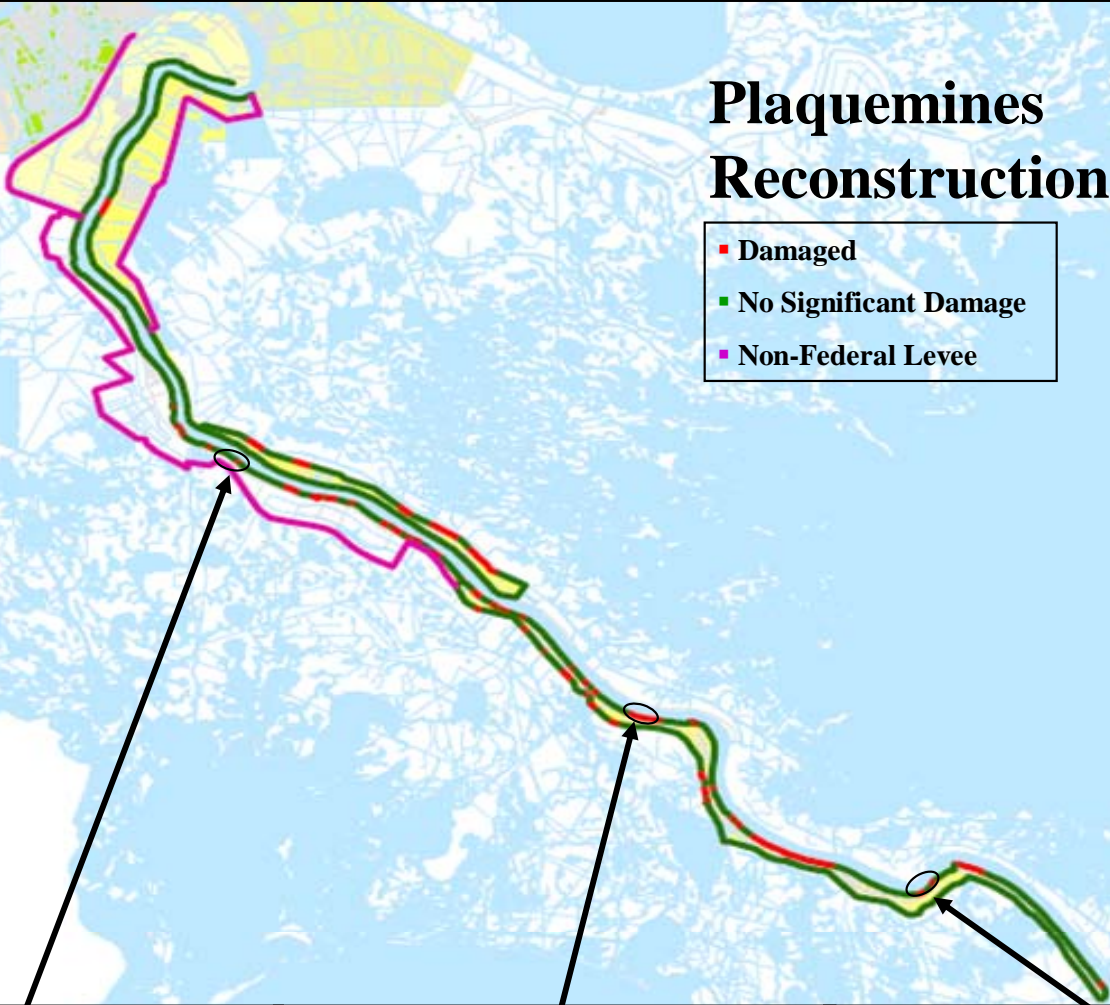 Plaquemines
Reconstruction
Damaged
No Significant Damage
Non-Federal Levee